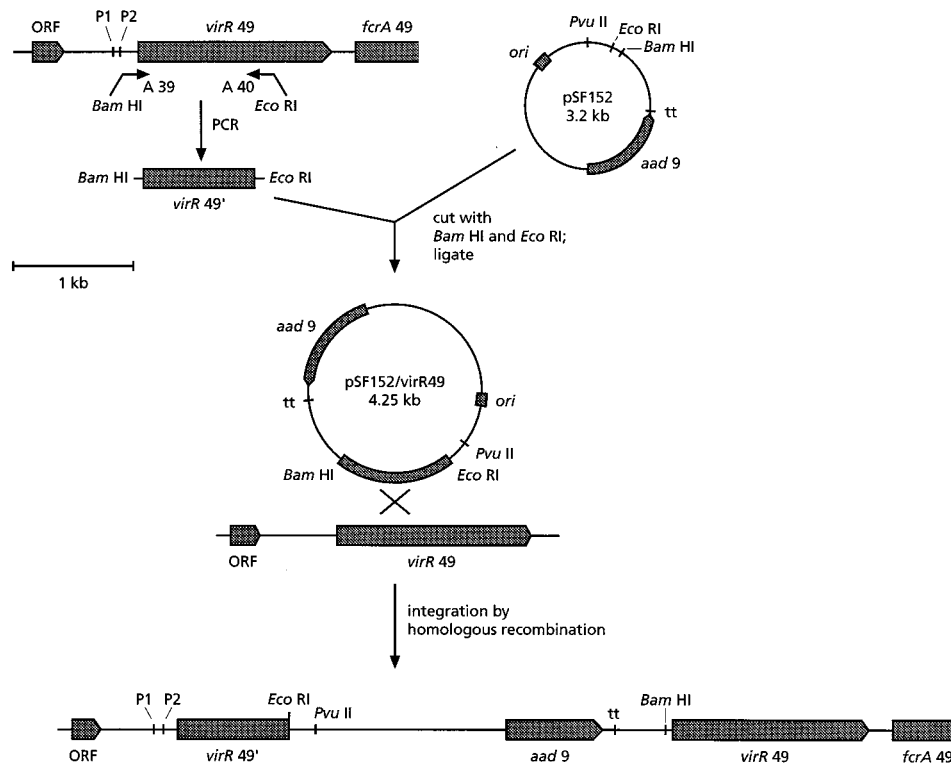 ORF
P1
P2
virR 49
fcrA 49
Bam HI
A 39
A 40
Eco RI
PCR
Bam HI
Eco RI
virR 49'
1 kb
Pvu II
Eco RI
Bam HI
ori
pSF152
3.2 kb
tt
aad 9
cut with
Bam HI and Eco RI;
ligate
aad 9
pSF152/virR49
4.25 kb
tt
ori
Pvu II
Bam HI
Eco RI
ORF
virR 49
integration by
homologous recombination
P1
P2
Eco RI
Pvu II
tt
Bam HI
ORF
virR 49'
aad 9
virR 49
fcrA 49